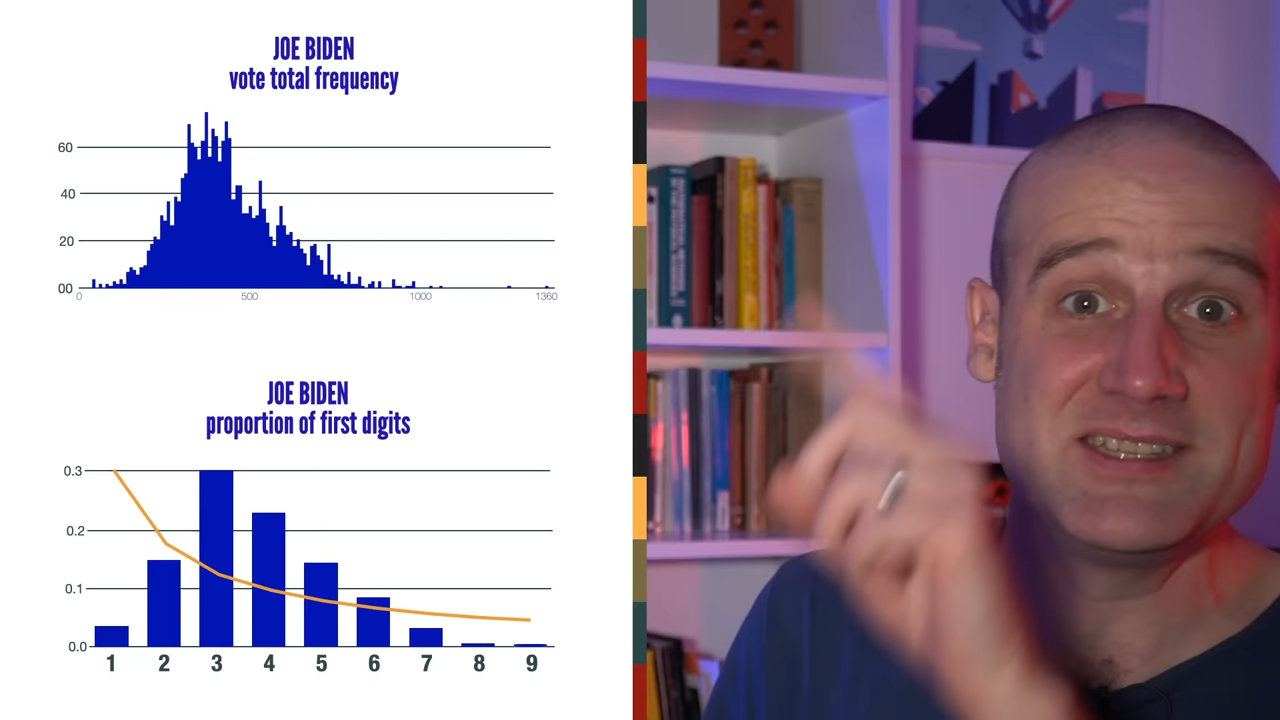 JOE BIDEN
vote total frequency
60
40
20
00
0 500 1000 1360
JOE BIDEN
proportion of first digits
0.3
0.2
0.1
0.0
1 2 3 4 5 6 7 8 9